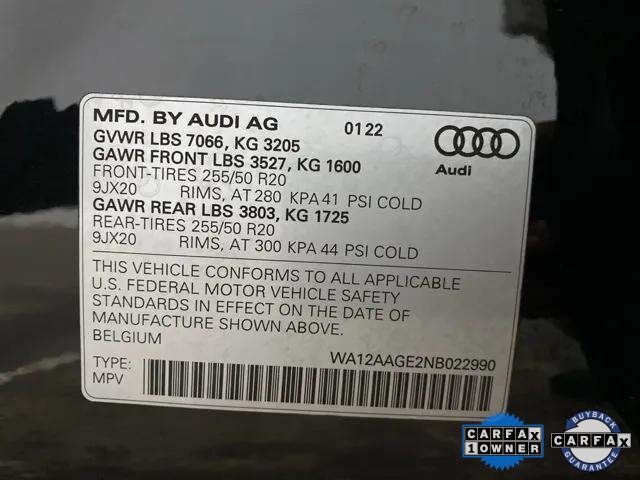 MFD. BY AUDI AG 0122
GVWR LBS 7066, KG 3205
GAWR FRONT LBS 3527, KG 1600
FRONT-TIRES 255/50 R20
9JX20 RIMS, AT 280 KPA 41 PSI COLD
GAWR REAR LBS 3803, KG 1725
REAR-TIRES 255/50 R20
9JX20 RIMS, AT 300 KPA 44 PSI COLD
Audi
THIS VEHICLE CONFORMS TO ALL APPLICABLE
U.S. FEDERAL MOTOR VEHICLE SAFETY
STANDARDS IN EFFECT ON THE DATE OF
MANUFACTURE SHOWN ABOVE.
BELGIUM
WA12AAGE2NB022990
TYPE:
MPV
CARFAX
1 OWNER
BUYBACK
CARFAX
GUARANTEE